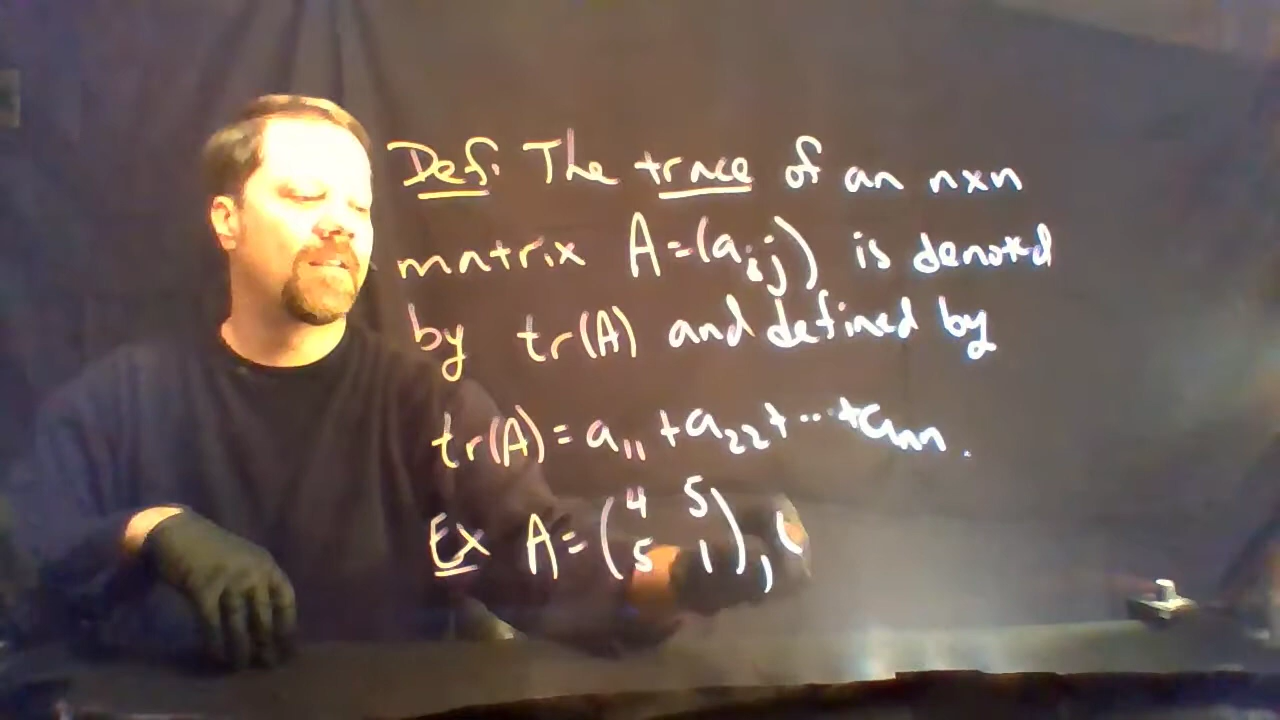 Def: The trace of an nxn
matrix A=(aij) is denoted
by tr(A) and defined by
tr(A)=a11+a22+...+ann.
Ex A=(4 5
5 1),